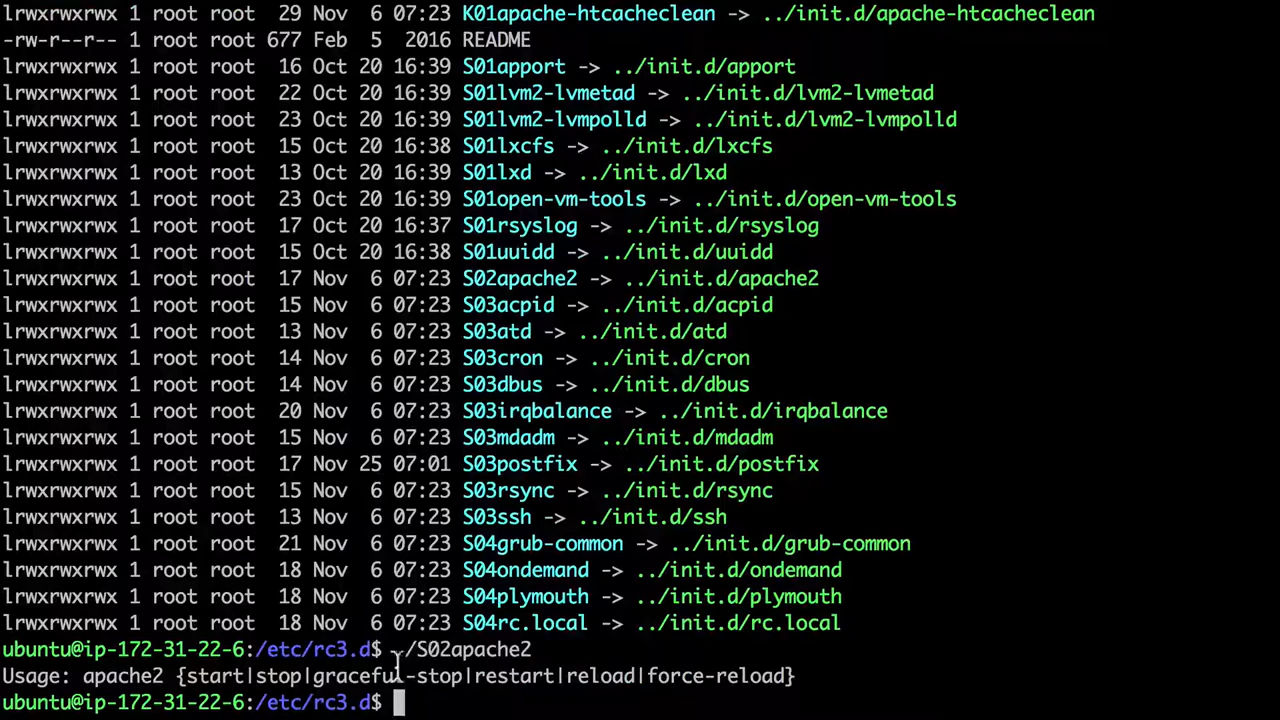 lrwxrwxrwx 1 root root  29 Nov  6 07:23 K01apache-htcacheclean -> ../init.d/apache-htcacheclean
-rw-r--r-- 1 root root 677 Feb  5  2016 README
lrwxrwxrwx 1 root root  16 Oct 20 16:39 S01apport -> ../init.d/apport
lrwxrwxrwx 1 root root  22 Oct 20 16:39 S01lvm2-lvmetad -> ../init.d/lvm2-lvmetad
lrwxrwxrwx 1 root root  23 Oct 20 16:39 S01lvm2-lvmpolld -> ../init.d/lvm2-lvmpolld
lrwxrwxrwx 1 root root  15 Oct 20 16:38 S01lxcfs -> ../init.d/lxcfs
lrwxrwxrwx 1 root root  13 Oct 20 16:39 S01lxd -> ../init.d/lxd
lrwxrwxrwx 1 root root  23 Oct 20 16:39 S01open-vm-tools -> ../init.d/open-vm-tools
lrwxrwxrwx 1 root root  17 Oct 20 16:37 S01rsyslog -> ../init.d/rsyslog
lrwxrwxrwx 1 root root  15 Oct 20 16:38 S01uuidd -> ../init.d/uuidd
lrwxrwxrwx 1 root root  17 Nov  6 07:23 S02apache2 -> ../init.d/apache2
lrwxrwxrwx 1 root root  15 Nov  6 07:23 S03acpid -> ../init.d/acpid
lrwxrwxrwx 1 root root  13 Nov  6 07:23 S03atd -> ../init.d/atd
lrwxrwxrwx 1 root root  14 Nov  6 07:23 S03cron -> ../init.d/cron
lrwxrwxrwx 1 root root  14 Nov  6 07:23 S03dbus -> ../init.d/dbus
lrwxrwxrwx 1 root root  20 Nov  6 07:23 S03irqbalance -> ../init.d/irqbalance
lrwxrwxrwx 1 root root  15 Nov  6 07:23 S03mdadm -> ../init.d/mdadm
lrwxrwxrwx 1 root root  17 Nov 25 07:01 S03postfix -> ../init.d/postfix
lrwxrwxrwx 1 root root  15 Nov  6 07:23 S03rsync -> ../init.d/rsync
lrwxrwxrwx 1 root root  13 Nov  6 07:23 S03ssh -> ../init.d/ssh
lrwxrwxrwx 1 root root  21 Nov  6 07:23 S04grub-common -> ../init.d/grub-common
lrwxrwxrwx 1 root root  18 Nov  6 07:23 S04ondemand -> ../init.d/ondemand
lrwxrwxrwx 1 root root  18 Nov  6 07:23 S04plymouth -> ../init.d/plymouth
lrwxrwxrwx 1 root root  18 Nov  6 07:23 S04rc.local -> ../init.d/rc.local
ubuntu@ip-172-31-22-6:/etc/rc3.d$ ./S02apache2
Usage: apache2 {start|stop|graceful-stop|restart|reload|force-reload}
ubuntu@ip-172-31-22-6:/etc/rc3.d$